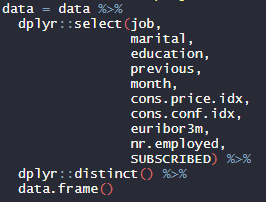 data = data %>%
dplyr::select(job,
marital,
education,
previous,
month,
cons.price.idx,
cons.conf.idx,
euribor3m,
nr.employed,
SUBSCRIBED) %>%
dplyr::distinct() %>%
data.frame()